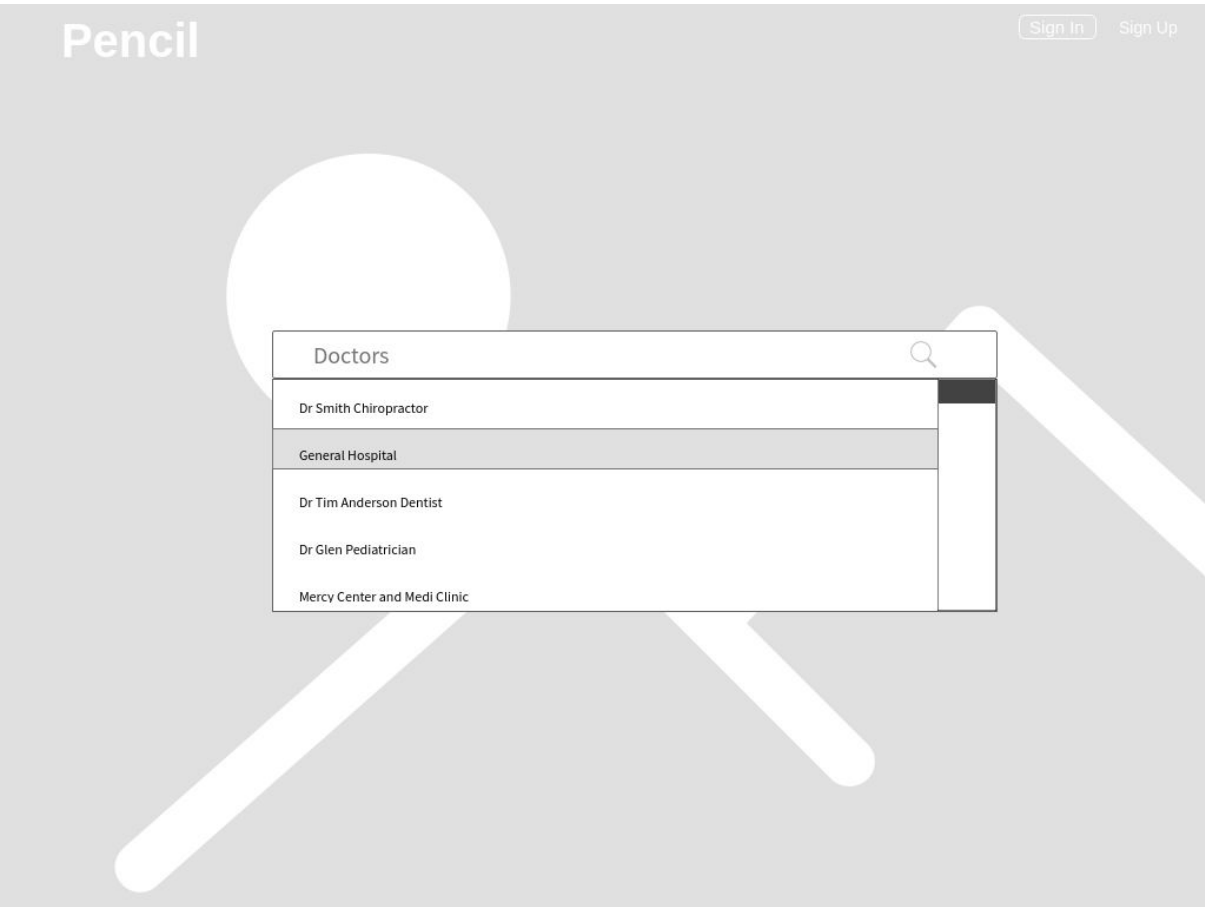 Pencil
Sign In
Sign Up
Doctors
Dr Smith Chiropractor
General Hospital
Dr Tim Anderson Dentist
Dr Glen Pediatrician
Mercy Center and Medi Clinic